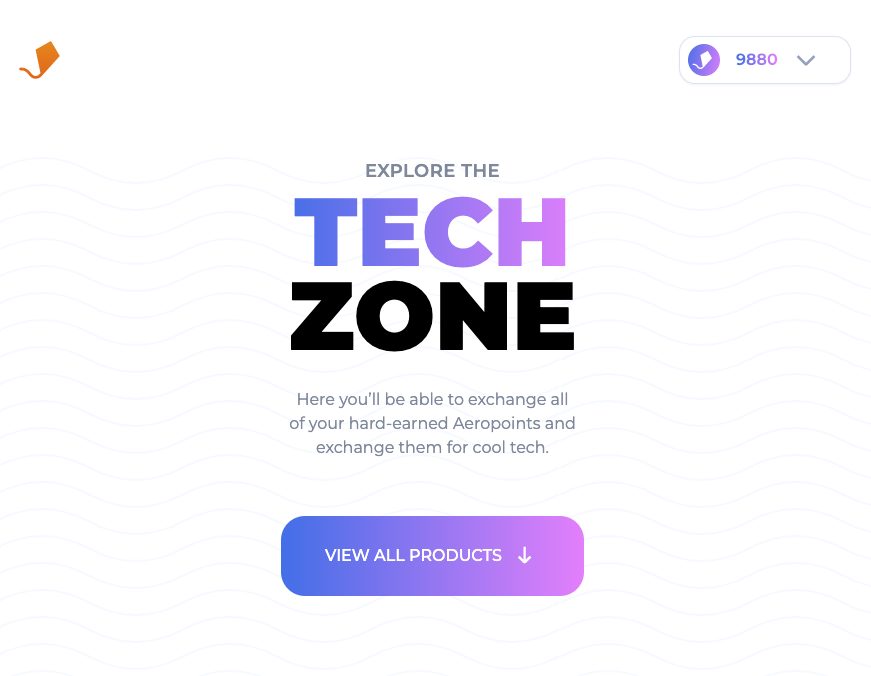 9880
EXPLORE THE
TECH
ZONE
Here you’ll be able to exchange all
of your hard-earned Aeropoints and
exchange them for cool tech.
VIEW ALL PRODUCTS